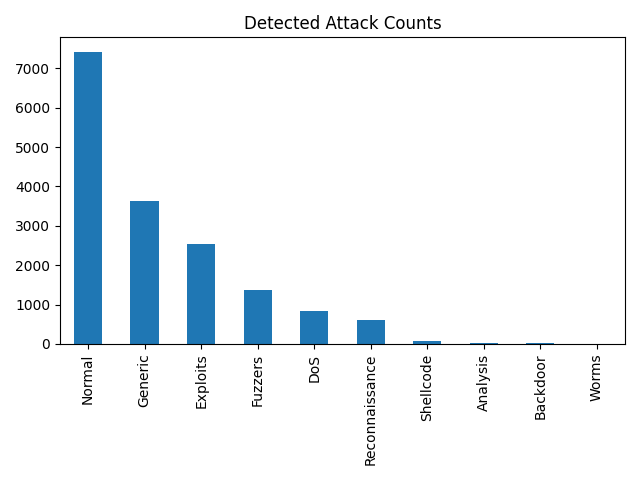 Detected Attack Counts
7000
6000
5000
4000
3000
2000
1000
0
Normal
Generic
Exploits
Fuzzers
DoS
Reconnaissance
Shellcode
Analysis
Backdoor
Worms